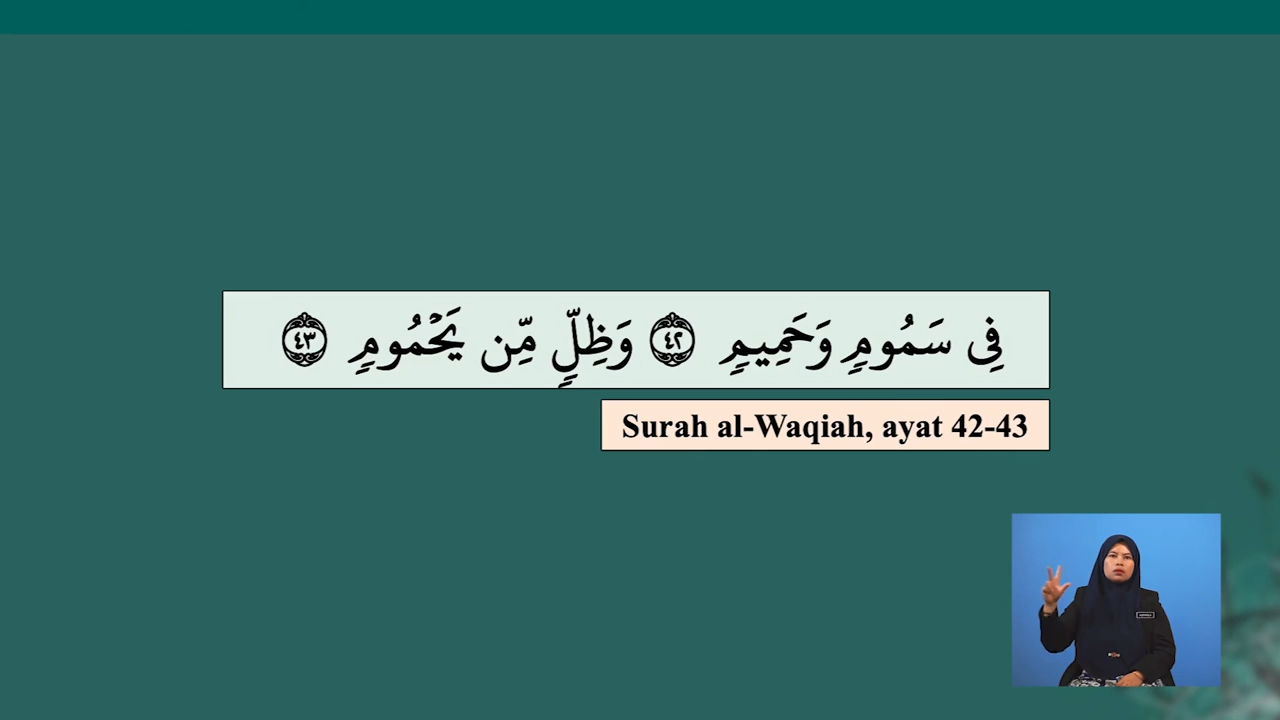 فِى سَمُومٍ وَحَمِيمٍ ٤٢ وَظِلٍّ مِّن يَحْمُومٍ ٤٣
Surah al-Waqiah, ayat 42-43